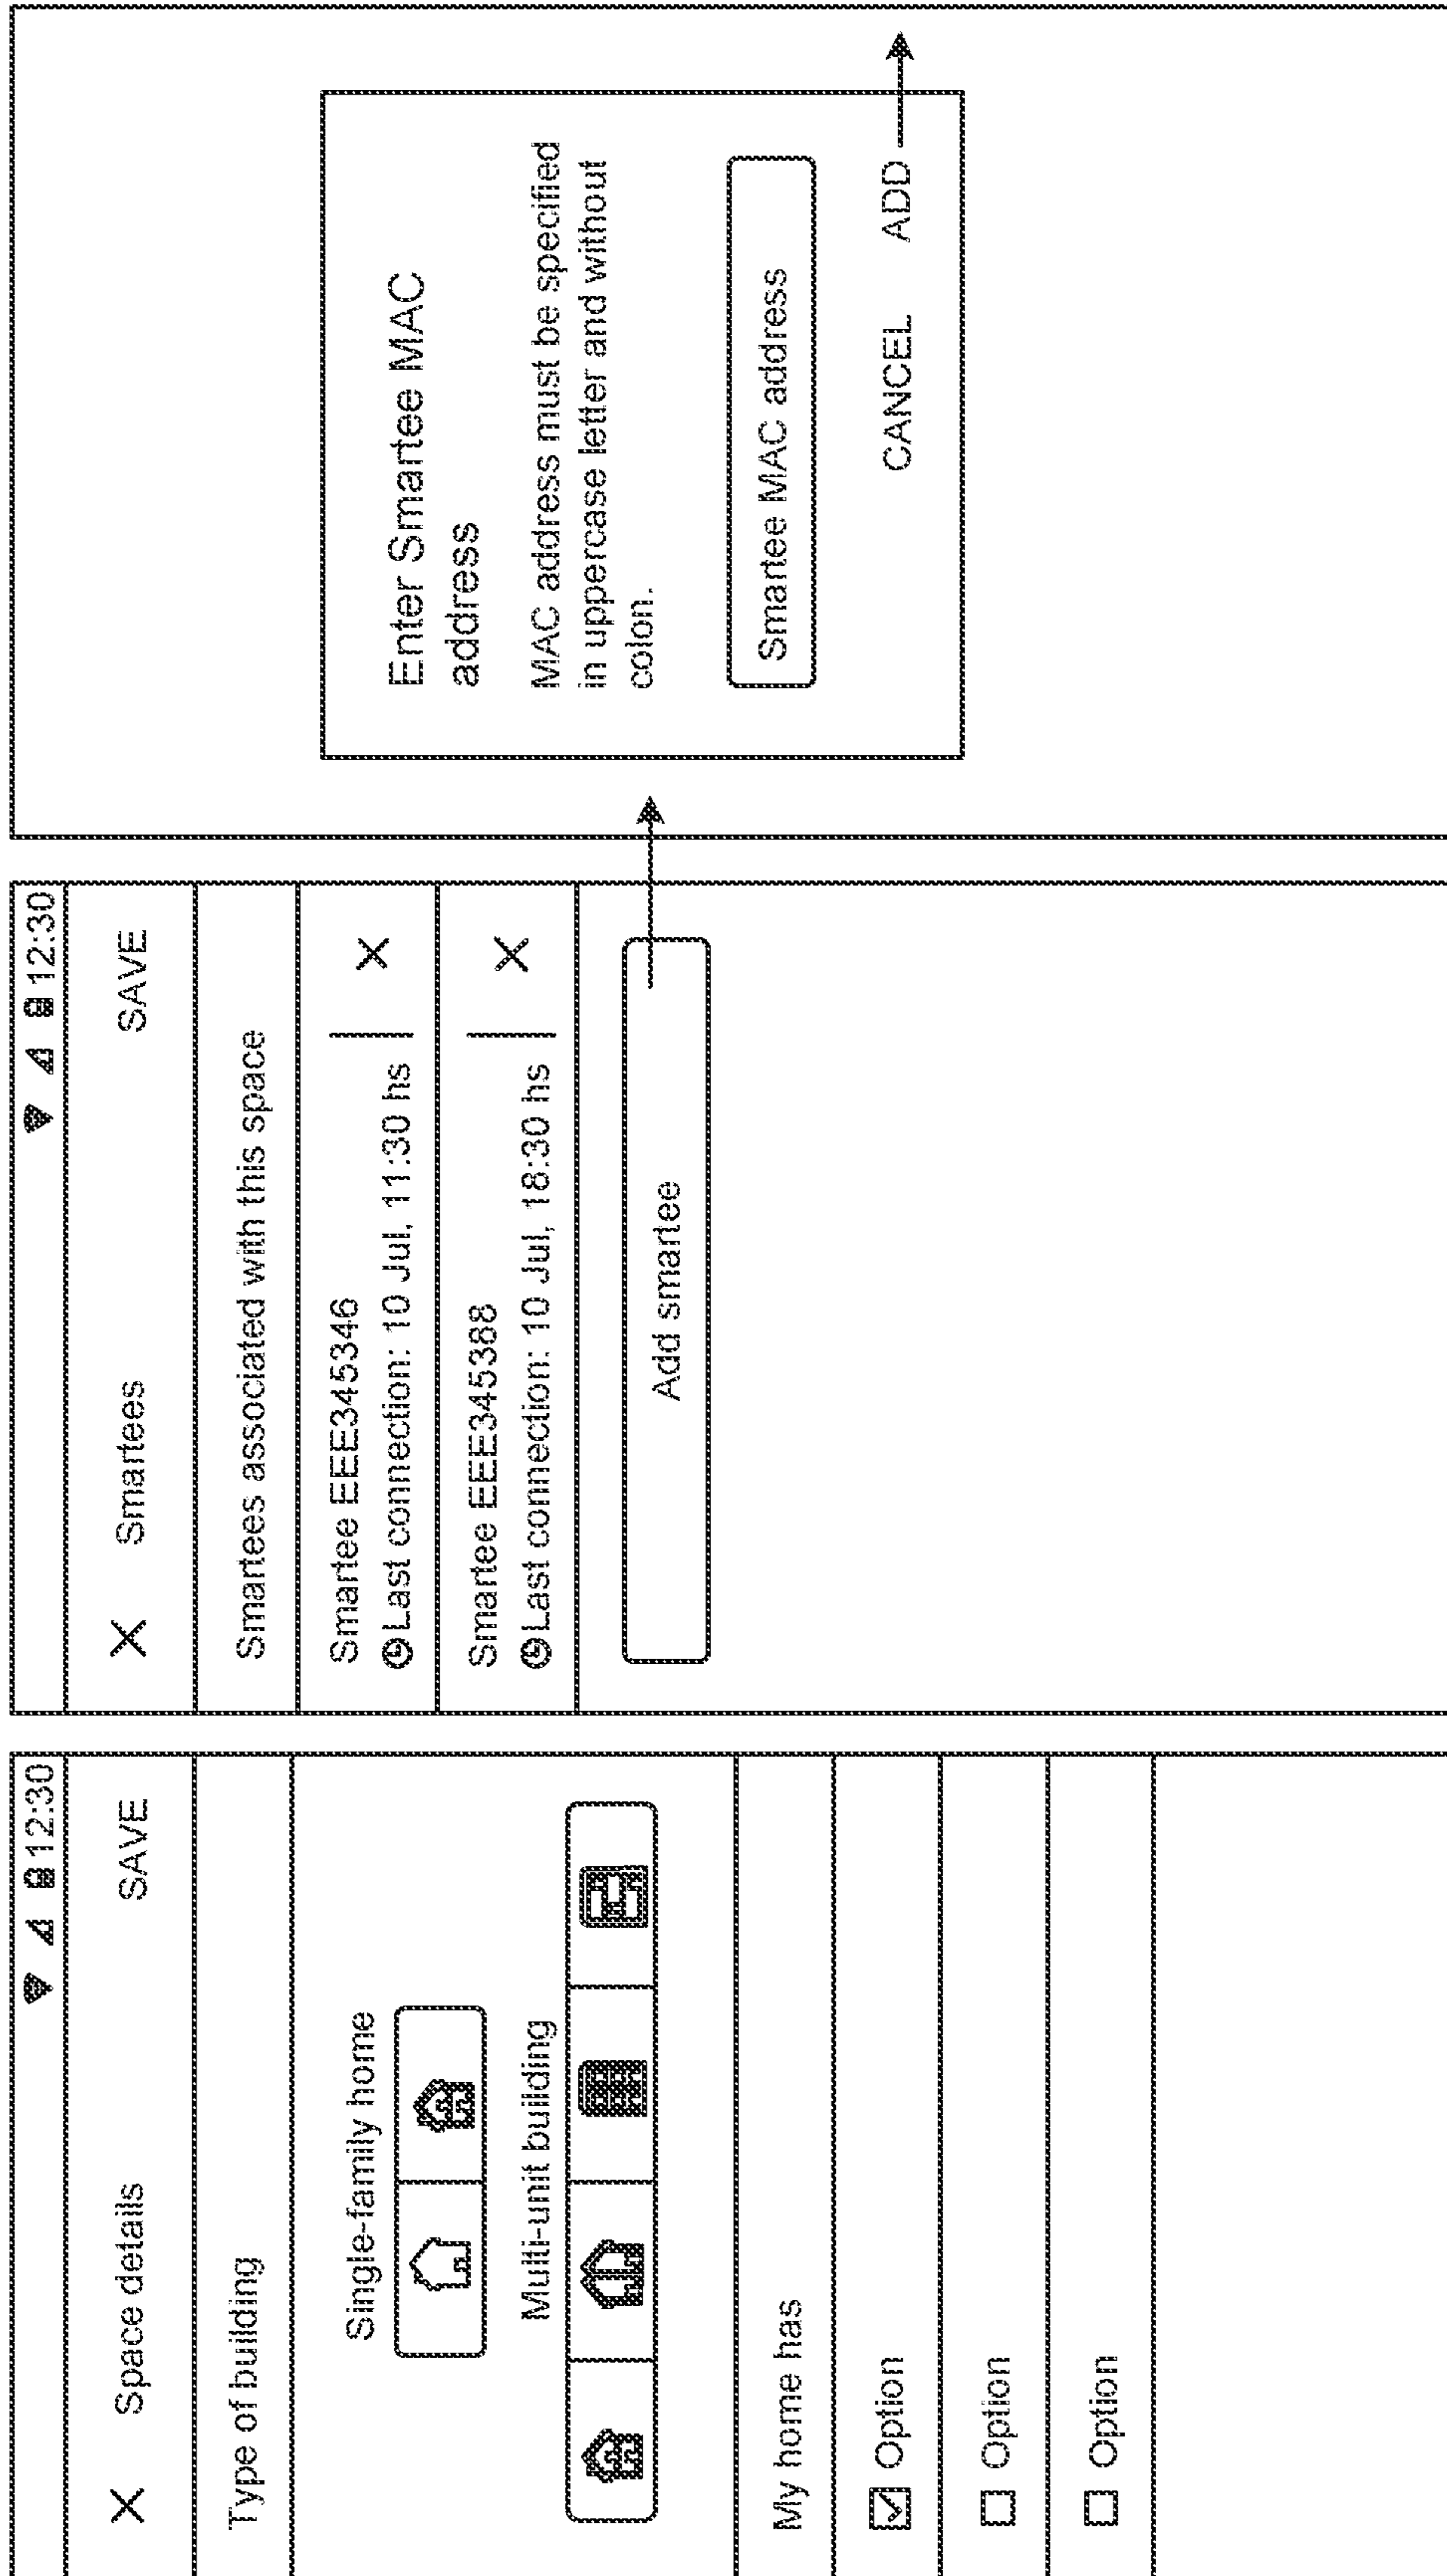 12:30
Space details SAVE
Type of building
Single-family home
Multi-unit building
My home has
Option
Option
Option
12:30
Smartees SAVE
Smartees associated with this space
Smartee EEE345346
Last connection: 10 Jul, 11:30 hs
Smartee EEE345388
Last connection: 10 Jul, 18:30 hs
Add smartee
Enter Smartee MAC
address
MAC address must be specified
in uppercase letter and without
colon.
Smartee MAC address
CANCEL ADD